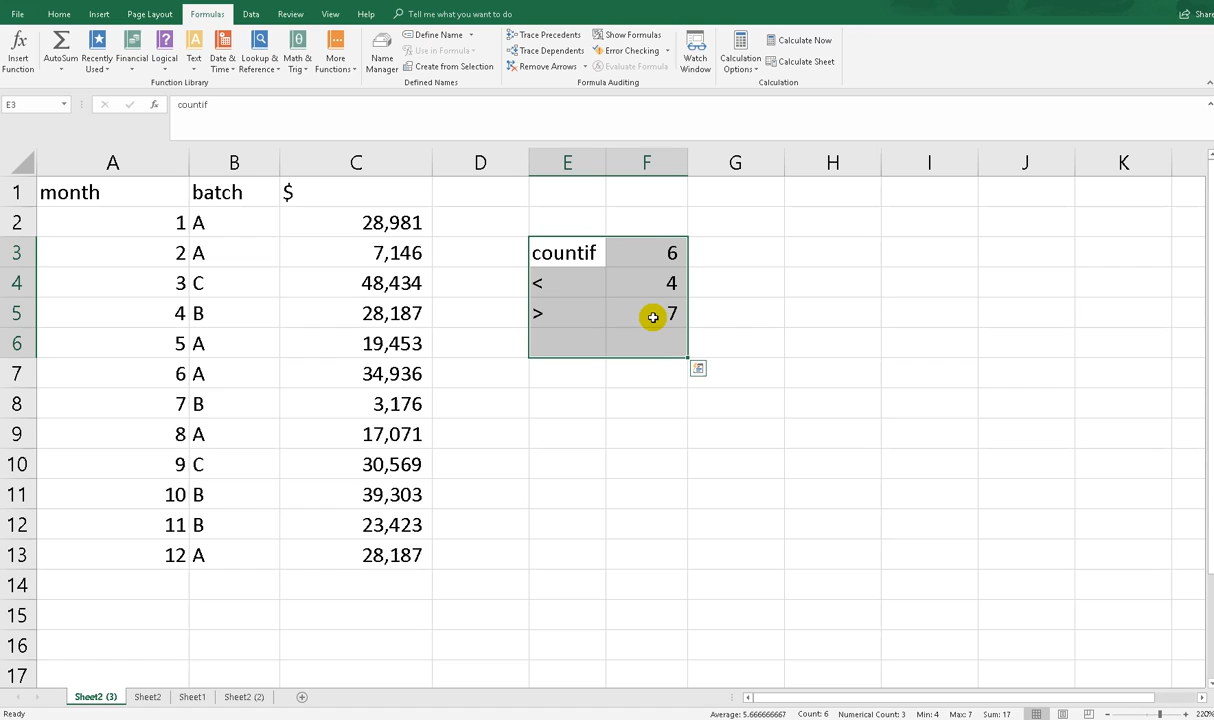 File Home Insert Page Layout Formulas Data Review View Help Tell me what you want to do Share
fx Insert Function
Σ AutoSum
Recently Used
Financial
? Logical
A Text
Date & Time
Lookup & Reference
θ Math & Trig
More Functions
Function Library
Name Manager
Define Name
Use in Formula
Create from Selection
Defined Names
Trace Precedents
Trace Dependents
Remove Arrows
Show Formulas
Error Checking
Evaluate Formula
Formula Auditing
Watch Window
Calculation Options
Calculate Now
Calculate Sheet
Calculation
E3 fx countif
A B C D E F G H I J K
1 month batch $
2 1 A 28,981
3 2 A 7,146 countif 6
4 3 C 48,434 < 4
5 4 B 28,187 > 7
6 5 A 19,453
7 6 A 34,936
8 7 B 3,176
9 8 A 17,071
10 9 C 30,569
11 10 B 39,303
12 11 B 23,423
13 12 A 28,187
14
15
16
17
Sheet2 (3) Sheet2 Sheet1 Sheet2 (2)
Ready Average: 5.666666667 Count: 6 Numerical Count: 3 Min: 4 Max: 7 Sum: 17 220%